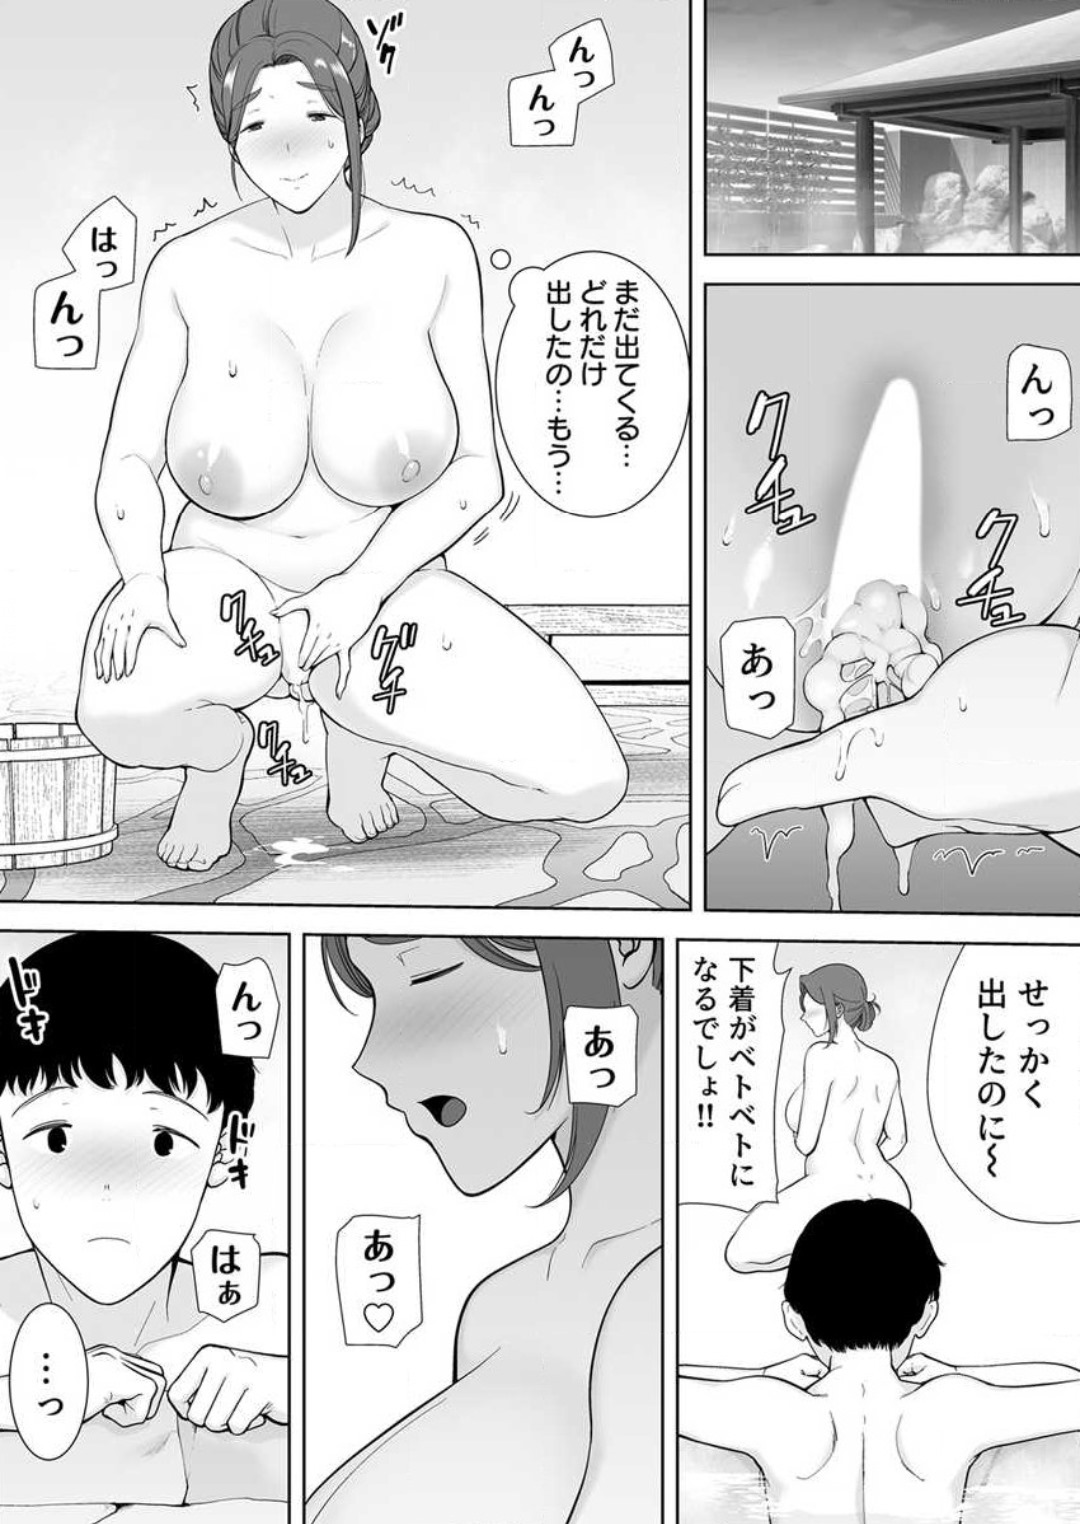 んっ
クチュ
クチュ
あっ
ゾク
んっ
んっ
まだ出てくる…
どれだけ
出したの…もう…
はっ
んっ
クチュ
グチ
クチュ
せっかく
出したのに〜
下着がベトベトに
なるでしょ!!
あっ
あっ♡
んっ
ドキ
ドキ
はぁ
…っ